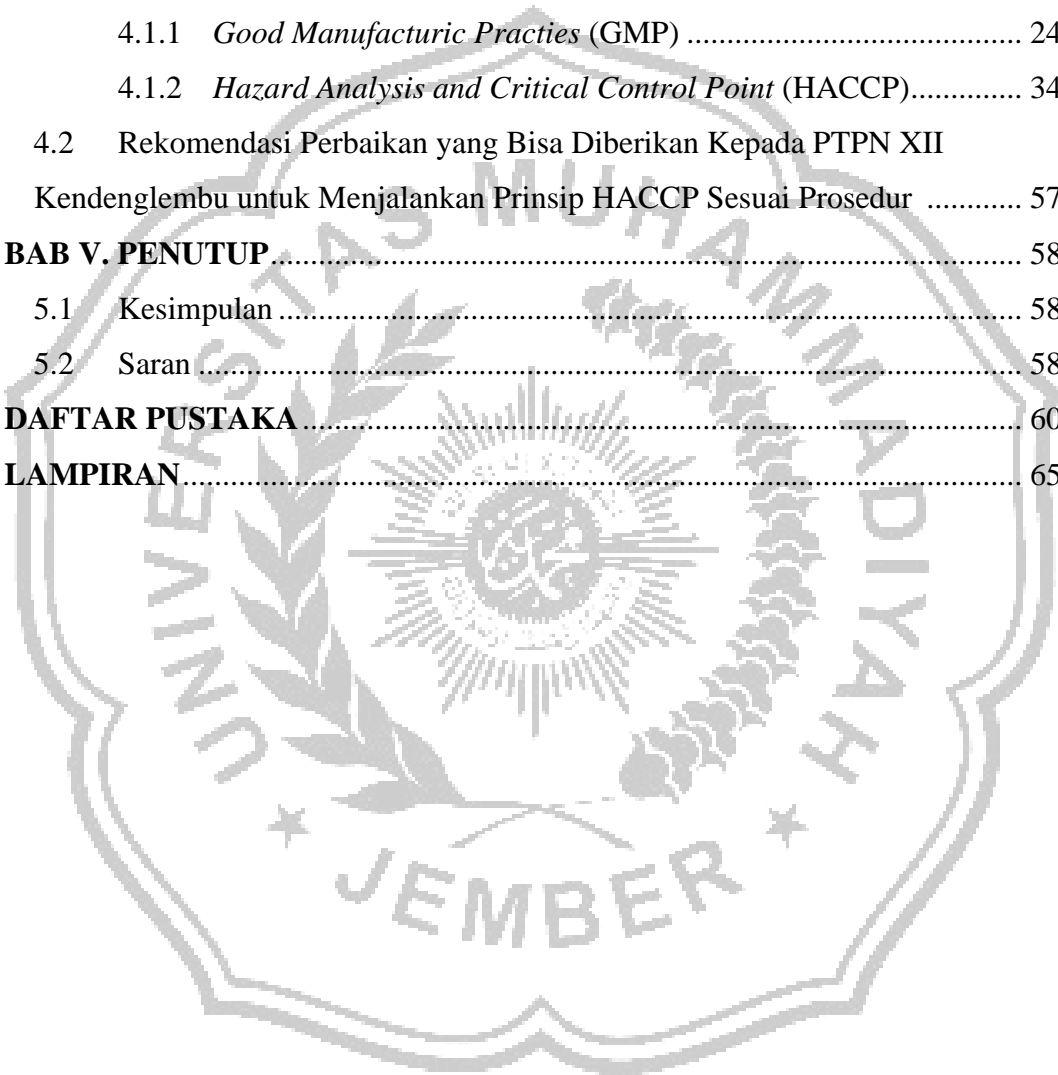 4.1.1 Good Manufacturic Practies (GMP) .................................... 24
4.1.2 Hazard Analysis and Critical Control Point (HACCP).............. 34
4.2 Rekomendasi Perbaikan yang Bisa Diberikan Kepada PTPN XII
Kendenglembu untuk Menjalankan Prinsip HACCP Sesuai Prosedur ............ 57
BAB V. PENUTUP................................................................................ 58
5.1 Kesimpulan ............................................................................... 58
5.2 Saran ........................................................................................ 58
DAFTAR PUSTAKA ............................................................................. 60
LAMPIRAN.......................................................................................... 65
UNIVERSITAS MUHAMMADIYAH
JEMBER